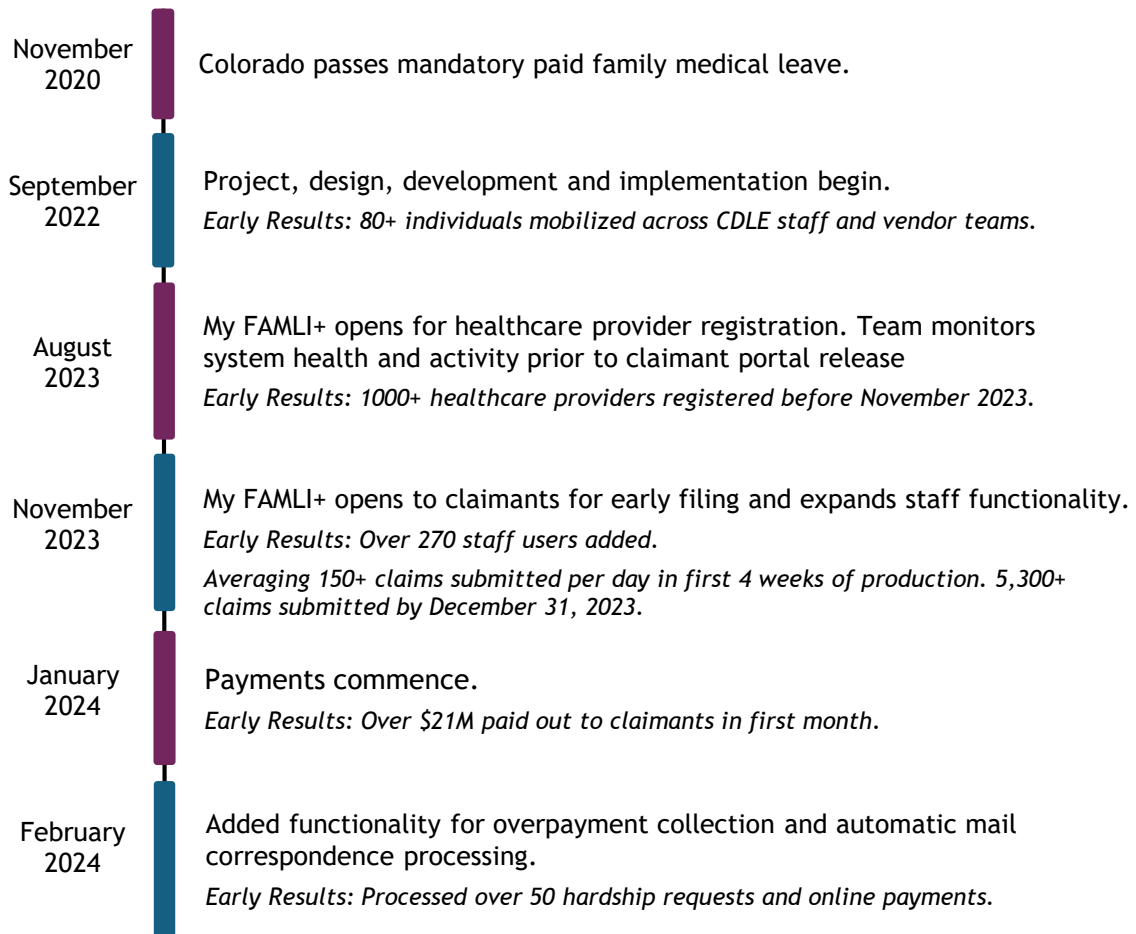 November
2020
Colorado passes mandatory paid family medical leave.
September
2022
Project, design, development and implementation begin.
Early Results: 80+ individuals mobilized across CDLE staff and vendor teams.
August
2023
My FAMLI+ opens for healthcare provider registration. Team monitors
system health and activity prior to claimant portal release
Early Results: 1000+ healthcare providers registered before November 2023.
November
2023
My FAMLI+ opens to claimants for early filing and expands staff functionality.
Early Results: Over 270 staff users added.
Averaging 150+ claims submitted per day in first 4 weeks of production. 5,300+
claims submitted by December 31, 2023.
January
2024
Payments commence.
Early Results: Over $21M paid out to claimants in first month.
February
2024
Added functionality for overpayment collection and automatic mail
correspondence processing.
Early Results: Processed over 50 hardship requests and online payments.